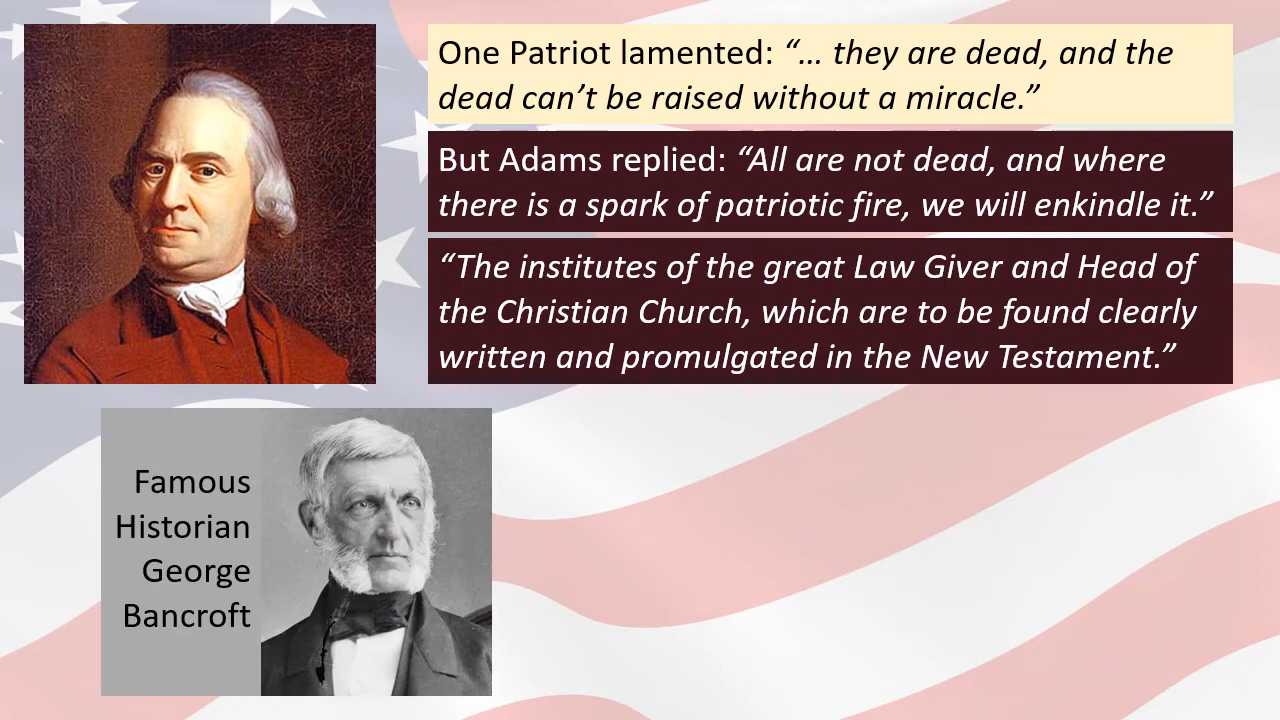 One Patriot lamented: “… they are dead, and the
dead can’t be raised without a miracle.”
But Adams replied: “All are not dead, and where
there is a spark of patriotic fire, we will enkindle it.”
“The institutes of the great Law Giver and Head of
the Christian Church, which are to be found clearly
written and promulgated in the New Testament.”
Famous
Historian
George
Bancroft